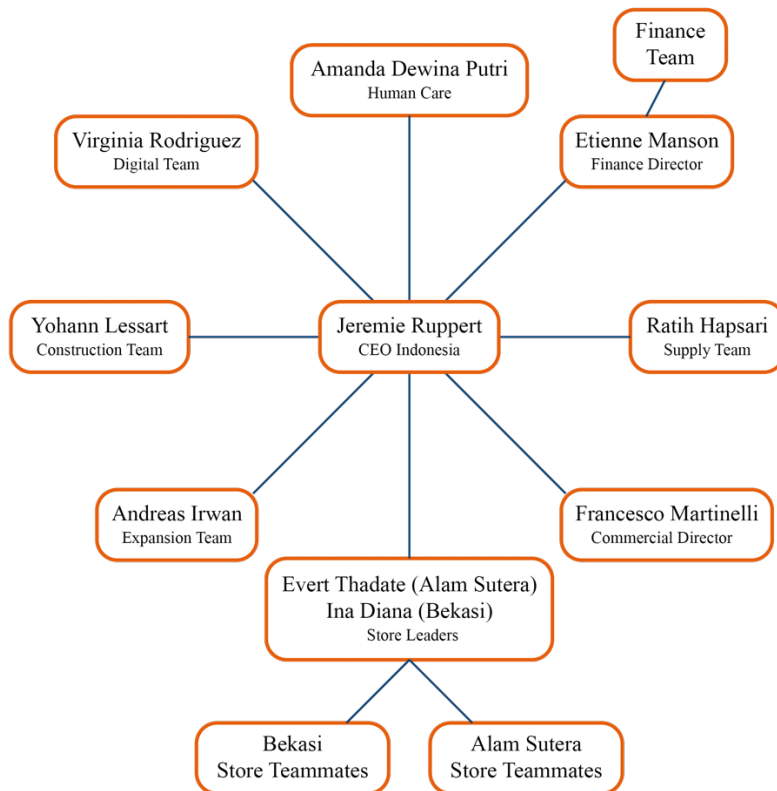 Finance
Team
Amanda Dewina Putri
Human Care
Virginia Rodriguez
Digital Team
Etienne Manson
Finance Director
Yohann Lessart
Construction Team
Jeremie Ruppert
CEO Indonesia
Ratih Hapsari
Supply Team
Andreas Irwan
Expansion Team
Francesco Martinelli
Commercial Director
Evert Thadate (Alam Sutera)
Ina Diana (Bekasi)
Store Leaders
Bekasi
Store Teammates
Alam Sutera
Store Teammates